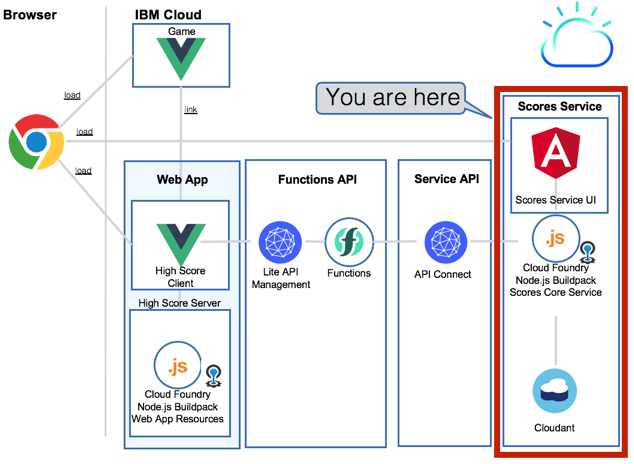 Browser
IBM Cloud
Game
load
link
You are here
Scores Service
load
load
Scores Service UI
Web App
Functions API
Service API
High Score
Client
Lite API
Management
Functions
API Connect
.js
Cloud Foundry
Node.js Buildpack
Scores Core Service
High Score Server
.js
Cloud Foundry
Node.js Buildpack
Web App Resources
Cloudant